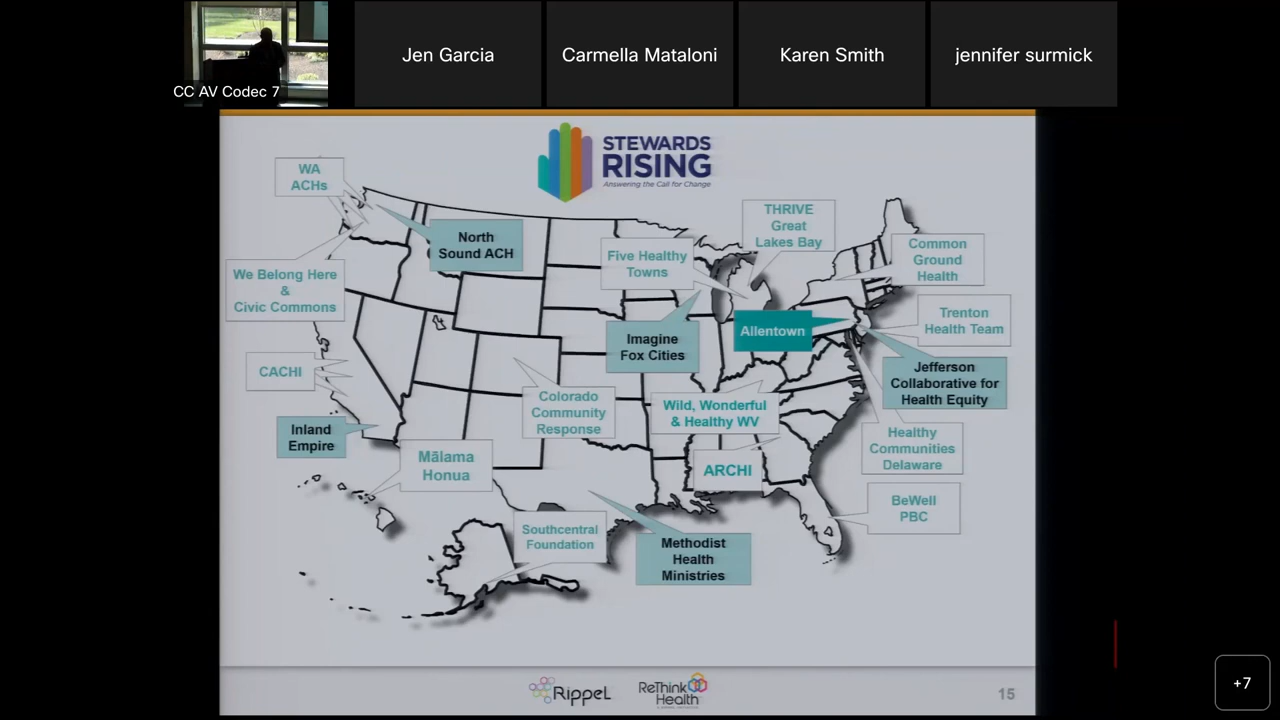 CC AV Codec 7
Jen Garcia
Carmella Mataloni
Karen Smith
jennifer surmick
STEWARDS
RISING
Answering the Call for Change
WA
ACHs
North
Sound ACH
We Belong Here
&
Civic Commons
CACHI
Inland
Empire
Mālama
Honua
Colorado
Community
Response
Southcentral
Foundation
Five Healthy
Towns
Imagine
Fox Cities
THRIVE
Great
Lakes Bay
Allentown
Wild, Wonderful
& Healthy WV
ARCHI
Methodist
Health
Ministries
Common
Ground
Health
Trenton
Health Team
Jefferson
Collaborative for
Health Equity
Healthy
Communities
Delaware
BeWell
PBC
Rippel
ReThink
Health
15
+7